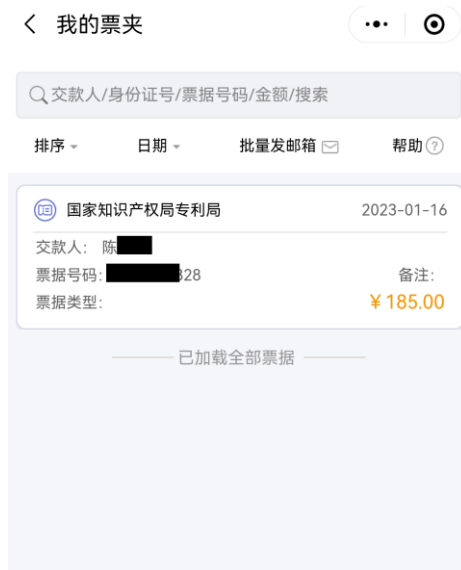 我的票夹
交款人/身份证号/票据号码/金额/搜索
排序 日期 批量发邮箱 帮助 ?
国家知识产权局专利局 2023-01-16
交款人: 陈
票据号码: 328 备注:
票据类型: ￥185.00
已加载全部票据